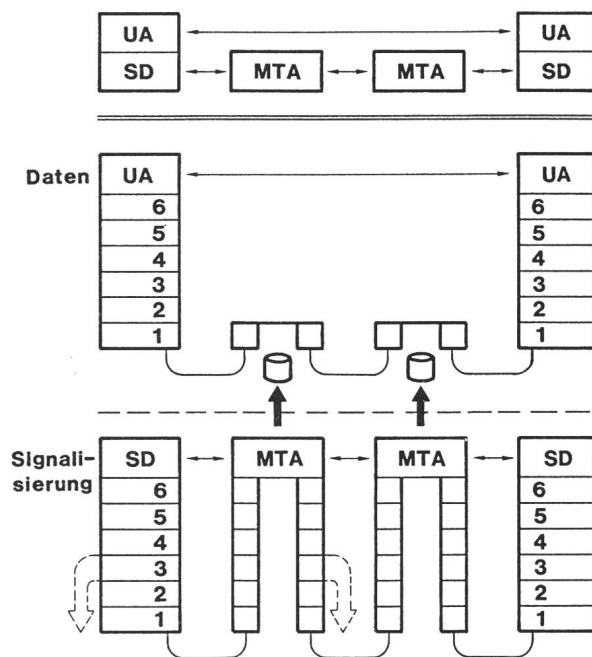 UA UA
SD MTA MTA SD
Daten UA UA
6 6
5 5
4 4
3 3
2 2
1 1
Signali-
sierung
SD MTA MTA SD
6 6
5 5
4 4
3 3
2 2
1 1